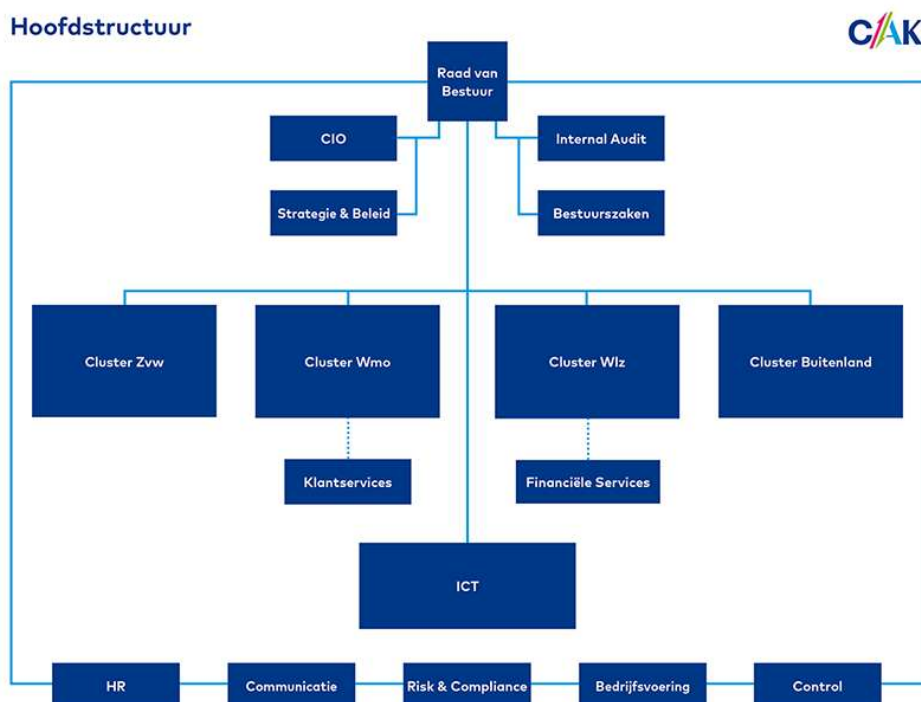 Hoofdstructuur
CAK
Raad van
Bestuur
CIO
Internal Audit
Strategie & Beleid
Bestuurszaken
Cluster Zvw
Cluster Wmo
Cluster Wlz
Cluster Buitenland
Klantservices
Financiële Services
ICT
HR
Communicatie
Risk & Compliance
Bedrijfsvoering
Control